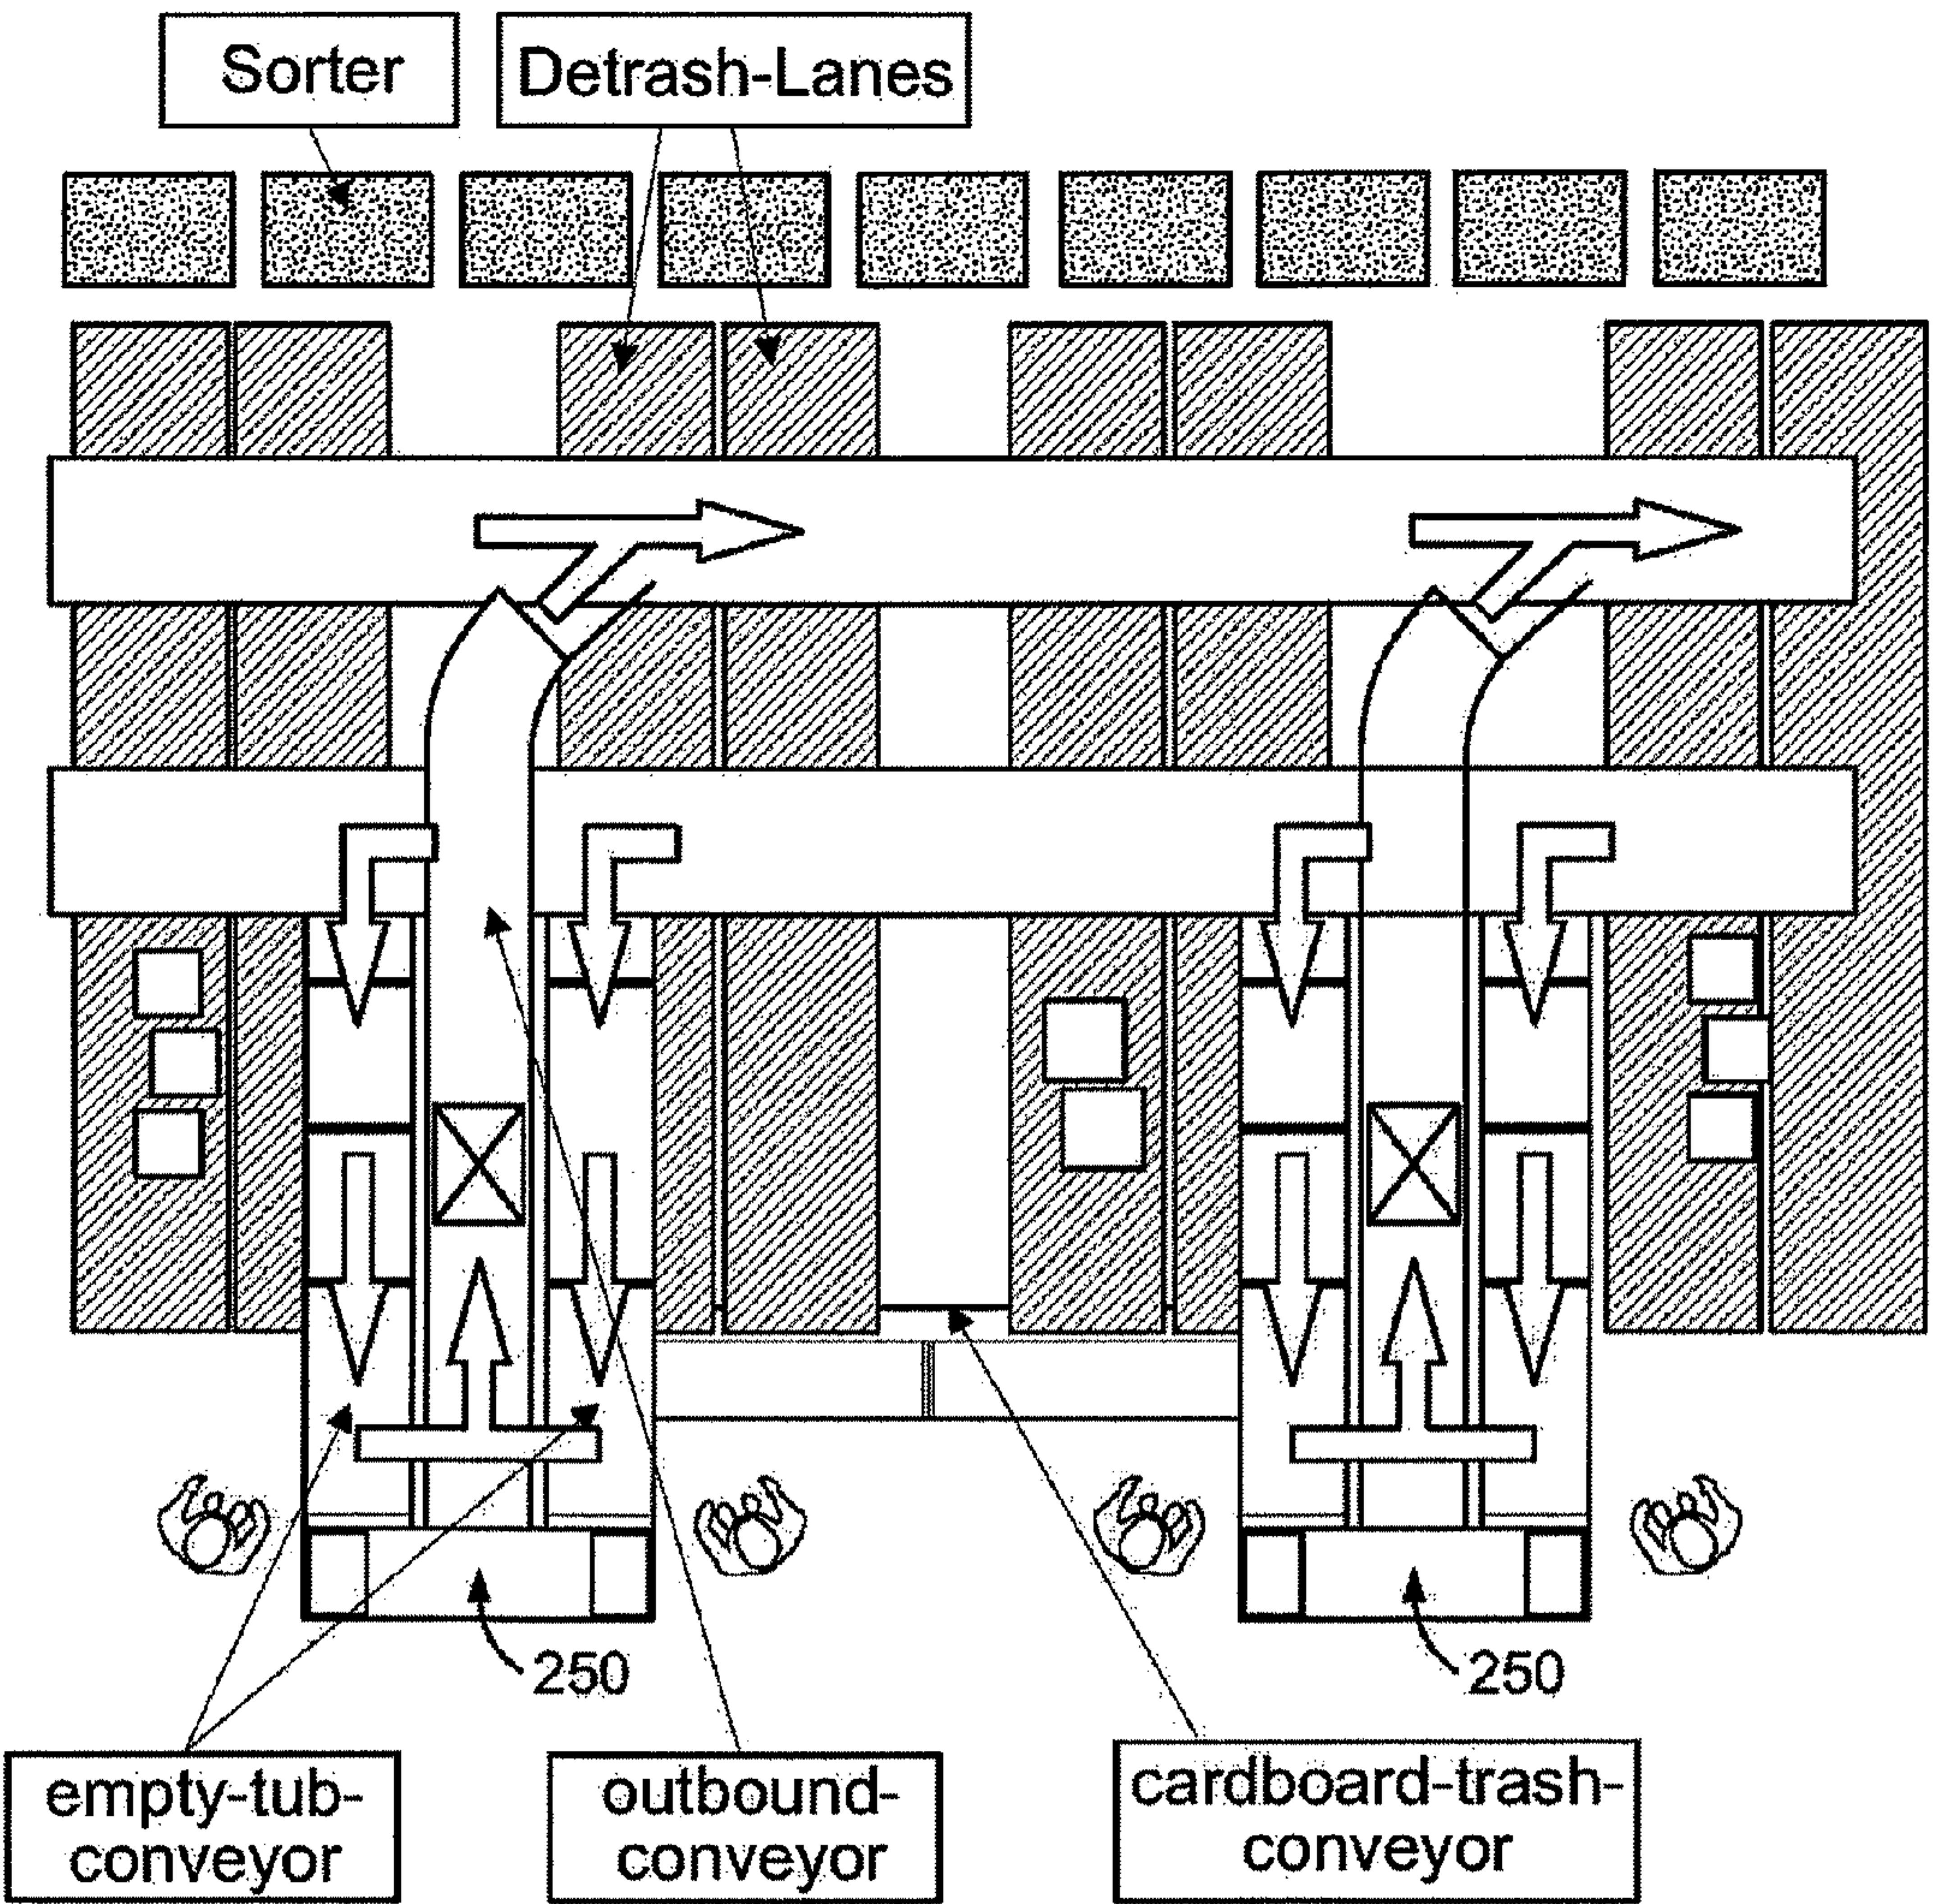 Sorter
Detrash-Lanes
250
250
empty-tub-
conveyor
outbound-
conveyor
cardboard-trash-
conveyor